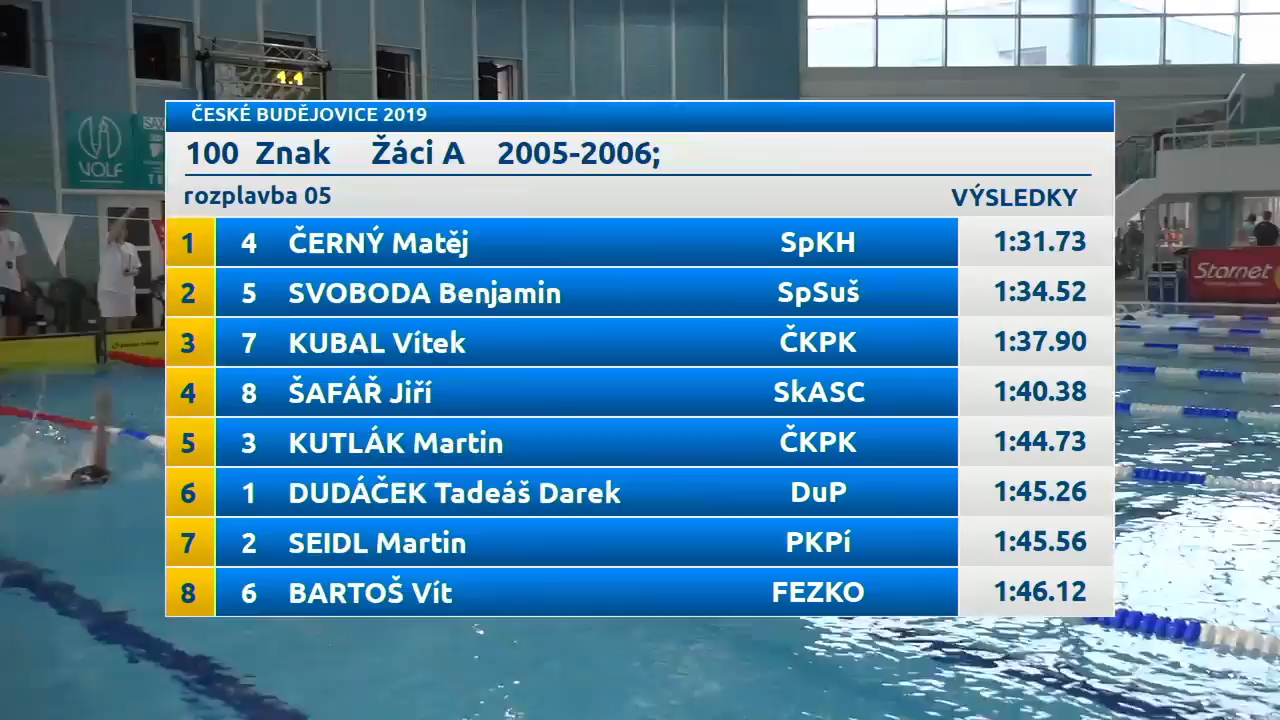 ČESKÉ BUDĚJOVICE 2019
100 Znak Žáci A 2005-2006;
rozplavba 05 VÝSLEDKY
1 4 ČERNÝ Matěj SpKH 1:31.73
2 5 SVOBODA Benjamin SpSuš 1:34.52
3 7 KUBAL Vítek ČKPK 1:37.90
4 8 ŠAFÁŘ Jiří SkASC 1:40.38
5 3 KUTLÁK Martin ČKPK 1:44.73
6 1 DUDÁČEK Tadeáš Darek DuP 1:45.26
7 2 SEIDL Martin PKPí 1:45.56
8 6 BARTOŠ Vít FEZKO 1:46.12
VOLF
Starnet